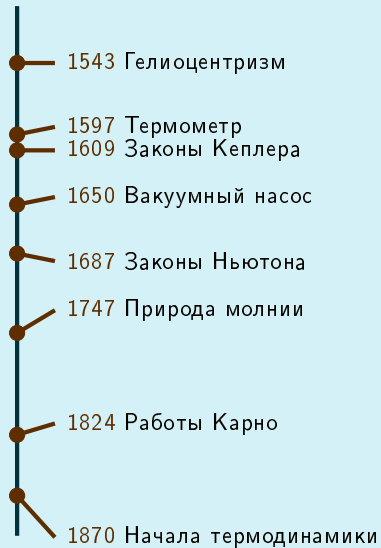 1543 Гелиоцентризм
1597 Термометр
1609 Законы Кеплера
1650 Вакуумный насос
1687 Законы Ньютона
1747 Природа молнии
1824 Работы Карно
1870 Начала термодинамики